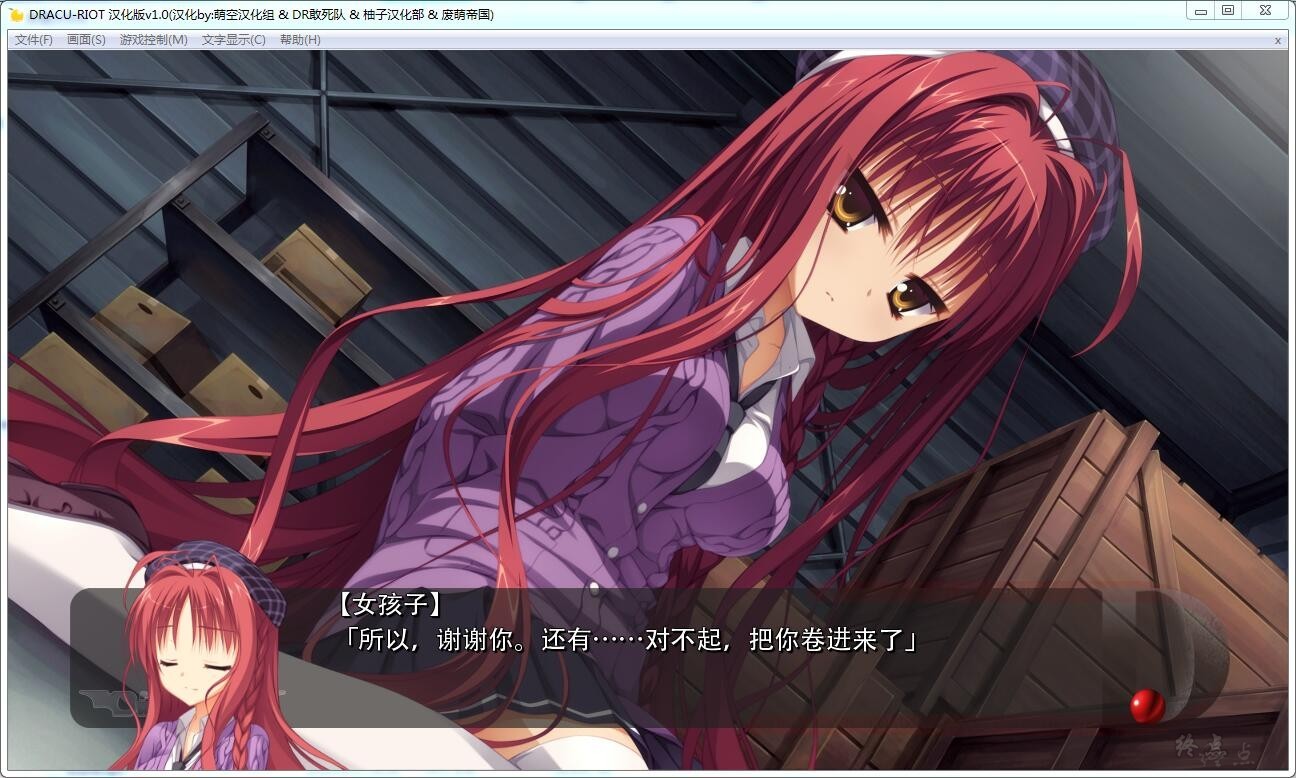 DRACU-RIOT 汉化版v1.0(汉化by:萌空汉化组 & DR敢死队 & 柚子汉化部 & 废萌帝国)
文件(F) 画面(S) 游戏控制(M) 文字显示(C) 帮助(H)
【女孩子】
「所以，谢谢你。还有……对不起，把你卷进来了」